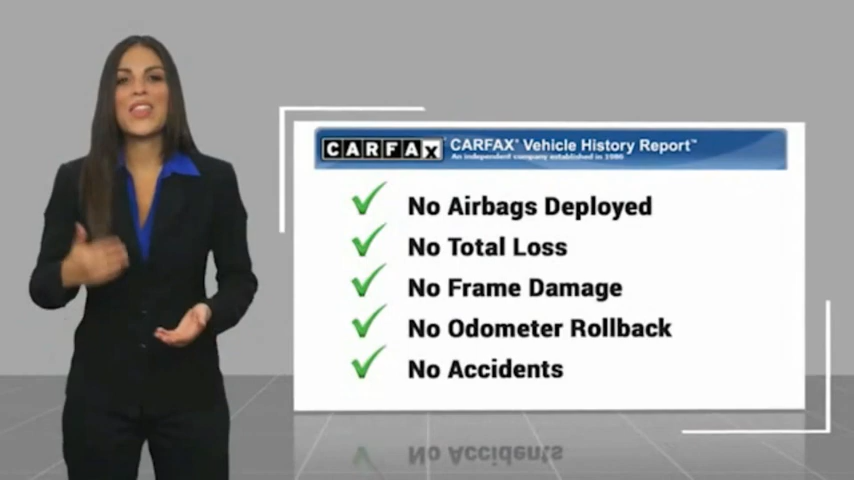 CARFAX CARFAX® Vehicle History Report™
An independent company established in 1986
No Airbags Deployed
No Total Loss
No Frame Damage
No Odometer Rollback
No Accidents
No Accidents